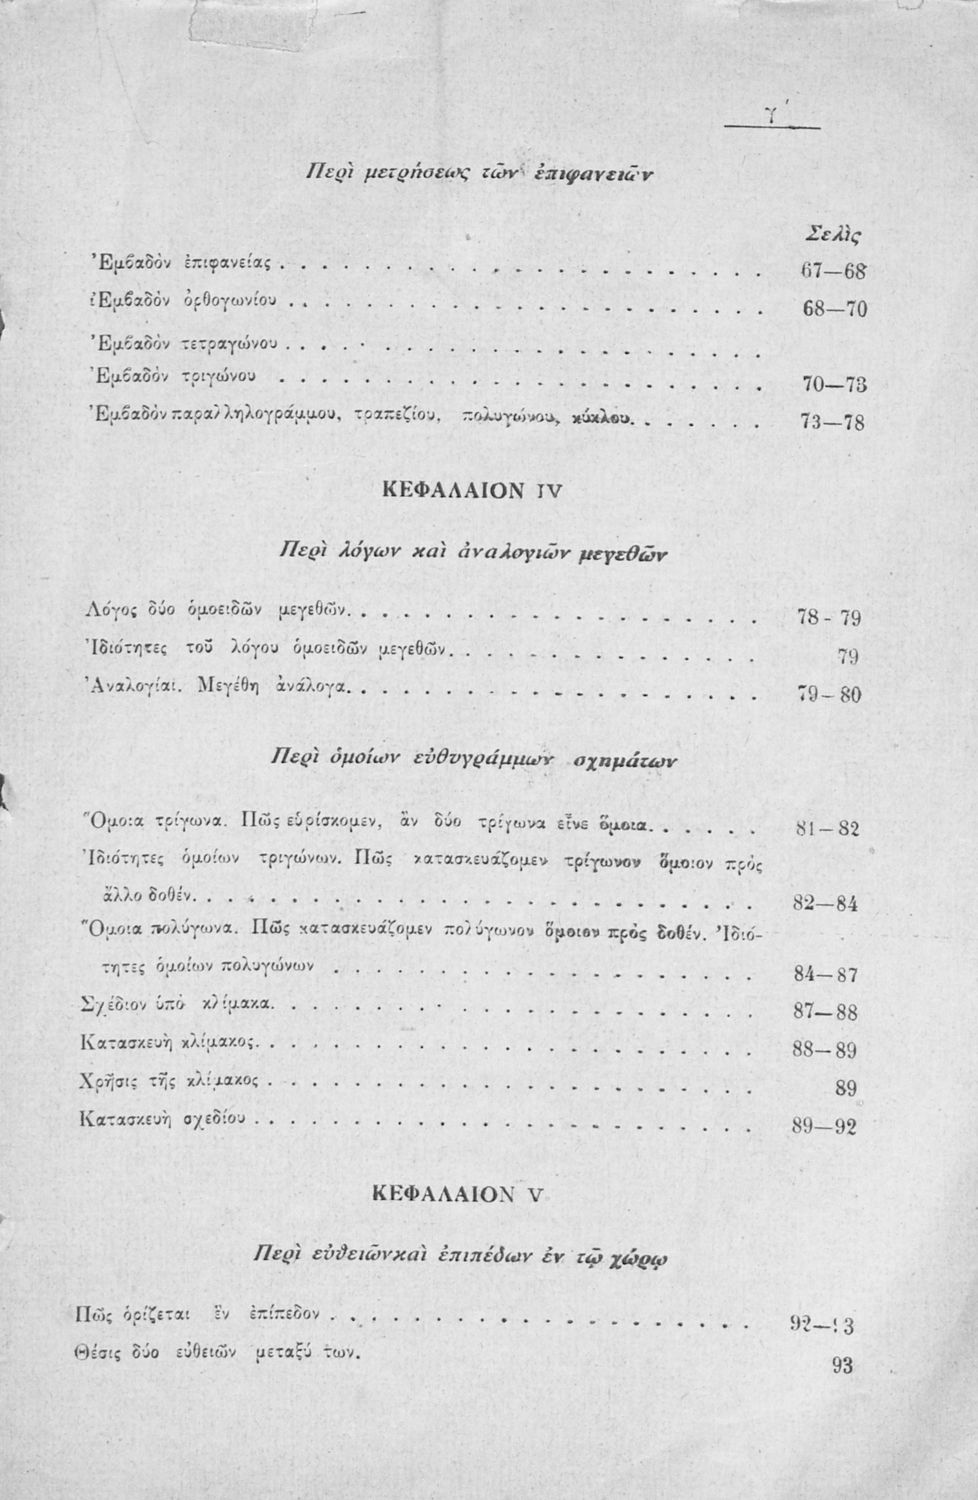 γ΄
Περὶ μετρήσεως τῶν ἐπιφανειῶν
Σελὶς
Ἐμβαδὸν ἐπιφανείας . . . . . . . . . . . . . . . . . . . . . . . 67—68
Ἐμβαδὸν ὀρθογωνίου . . . . . . . . . . . . . . . . . . . . . . . 68—70
Ἐμβαδὸν τετραγώνου . . . . . . . . . . . . . . . . . . . . . . .
Ἐμβαδὸν τριγώνου . . . . . . . . . . . . . . . . . . . . . . . 70—73
Ἐμβαδὸν παραλληλογράμμου, τραπεζίου, πολυγώνου, κύκλου. . . . . . . 73—78
ΚΕΦΑΛΑΙΟΝ IV
Περὶ λόγων καὶ ἀναλογιῶν μεγεθῶν
Λόγος δύο ὁμοειδῶν μεγεθῶν. . . . . . . . . . . . . . . . . . . . 78 - 79
Ἰδιότητες τοῦ λόγου ὁμοειδῶν μεγεθῶν. . . . . . . . . . . . . . . 79
Ἀναλογίαι. Μεγέθη ἀνάλογα. . . . . . . . . . . . . . . . . . . . 79—80
Περὶ ὁμοίων εὐθυγράμμων σχημάτων
Ὅμοια τρίγωνα. Πῶς εὑρίσκομεν, ἂν δύο τρίγωνα εἶνε ὅμοια. . . . . . 81—82
Ἰδιότητες ὁμοίων τριγώνων. Πῶς κατασκευάζομεν τρίγωνον ὅμοιον πρὸς
ἄλλο δοθέν. . . . . . . . . . . . . . . . . . . . . . . . . . . 82—84
Ὅμοια πολύγωνα. Πῶς κατασκευάζομεν πολύγωνον ὅμοιον πρὸς δοθέν. Ἰδιό-
τητες ὁμοίων πολυγώνων . . . . . . . . . . . . . . . . . . . . . 84—87
Σχέδιον ὑπὸ κλίμακα. . . . . . . . . . . . . . . . . . . . . . . 87—88
Κατασκευὴ κλίμακος. . . . . . . . . . . . . . . . . . . . . . . . 88—89
Χρῆσις τῆς κλίμακος . . . . . . . . . . . . . . . . . . . . . . . 89
Κατασκευὴ σχεδίου . . . . . . . . . . . . . . . . . . . . . . . . 89—92
ΚΕΦΑΛΑΙΟΝ V
Περὶ εὐθειῶν καὶ ἐπιπέδων ἐν τῷ χώρῳ
Πῶς ὁρίζεται ἓν ἐπίπεδον . . . . . . . . . . . . . . . . . . . . . 92—93
Θέσις δύο εὐθειῶν μεταξύ των. 93